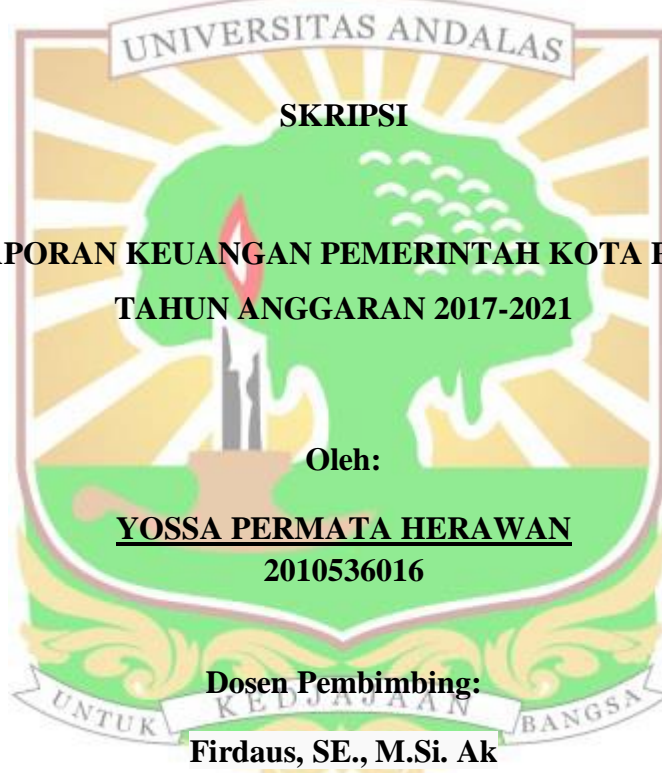 UNIVERSITAS ANDALAS
SKRIPSI
PORAN KEUANGAN PEMERINTAH KOTA
TAHUN ANGGARAN 2017-2021
Oleh:
YOSSA PERMATA HERAWAN
2010536016
Dosen Pembimbing:
UNTUK KEDJAJAAN BANGSA
Firdaus, SE., M.Si. Ak